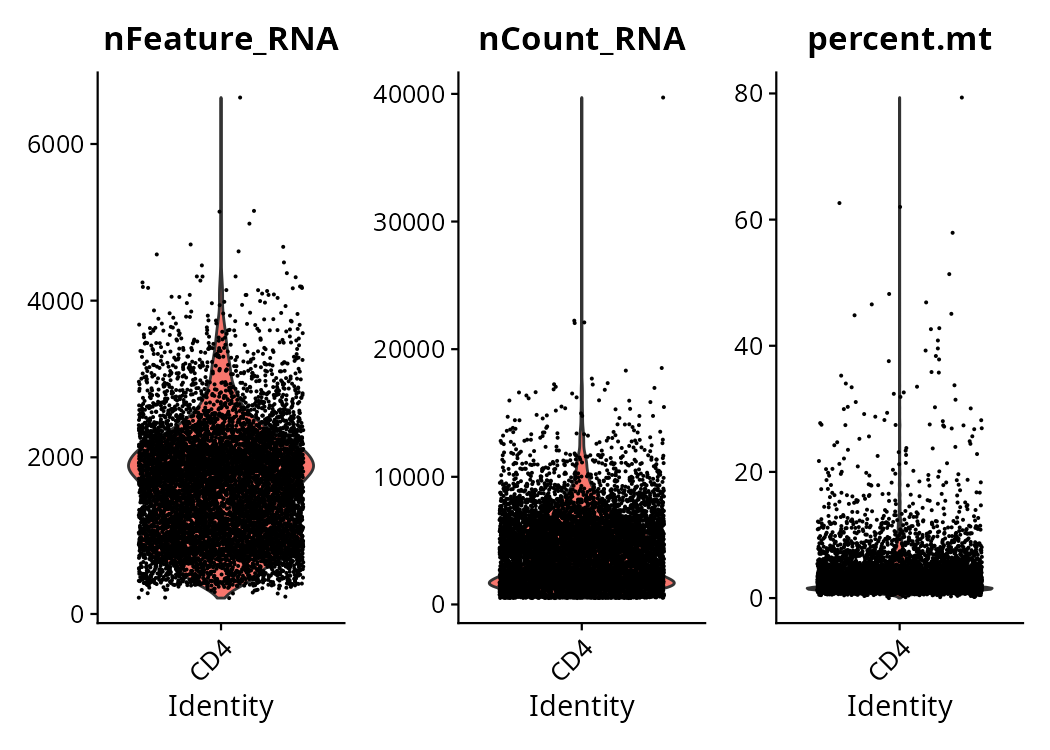 nFeature_RNA
6000
4000
2000
0
CD4
Identity
nCount_RNA
40000
30000
20000
10000
0
CD4
Identity
percent.mt
80
60
40
20
0
CD4
Identity